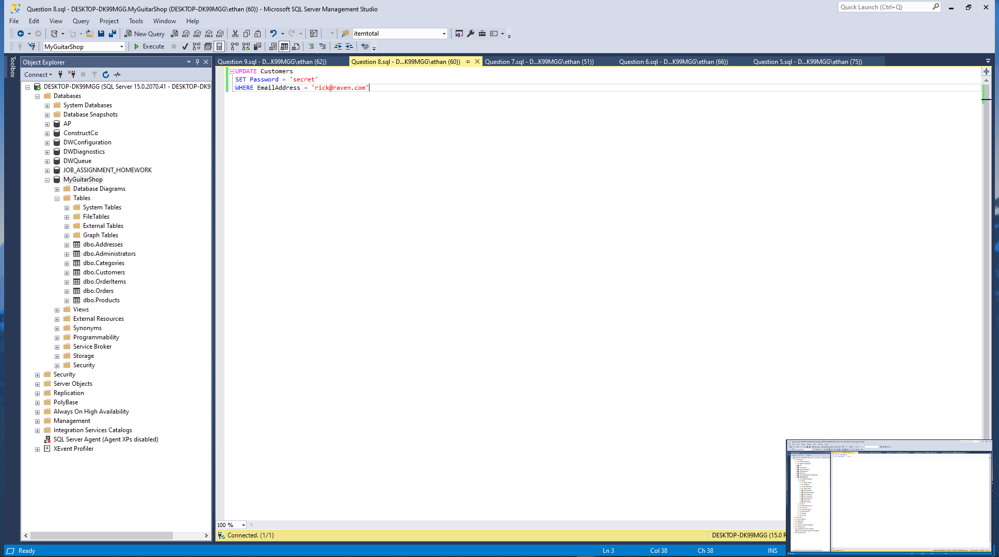 Question 8.sql - DESKTOP-DK99MGG.MyGuitarShop (DESKTOP-DK99MGG\ethan (60)) - Microsoft SQL Server Management Studio
Quick Launch (Ctrl+Q)
File Edit View Query Project Tools Window Help
New Query MDX DMX XMLA DAX itemtotal
MyGuitarShop Execute
Toolbox
Object Explorer
Connect
DESKTOP-DK99MGG (SQL Server 15.0.2070.41 - DESKTOP-DK9
Databases
System Databases
Database Snapshots
AP
ConstructCo
DWConfiguration
DWDiagnostics
DWQueue
JOB_ASSIGNMENT_HOMEWORK
MyGuitarShop
Database Diagrams
Tables
System Tables
FileTables
External Tables
Graph Tables
dbo.Addresses
dbo.Administrators
dbo.Categories
dbo.Customers
dbo.OrderItems
dbo.Orders
dbo.Products
Views
External Resources
Synonyms
Programmability
Service Broker
Storage
Security
Security
Server Objects
Replication
PolyBase
Always On High Availability
Management
Integration Services Catalogs
SQL Server Agent (Agent XPs disabled)
XEvent Profiler
Question 9.sql - D...K99MGG\ethan (62)) Question 8.sql - D...K99MGG\ethan (60)) Question 7.sql - D...K99MGG\ethan (51)) Question 6.sql - D...K99MGG\ethan (66)) Question 5.sql - D...K99MGG\ethan (75))
UPDATE Customers
SET Password = 'secret'
WHERE EmailAddress = 'rick@raven.com'
100 %
Connected. (1/1) DESKTOP-DK99MGG (15.0 R
Ready Ln 3 Col 38 Ch 38 INS